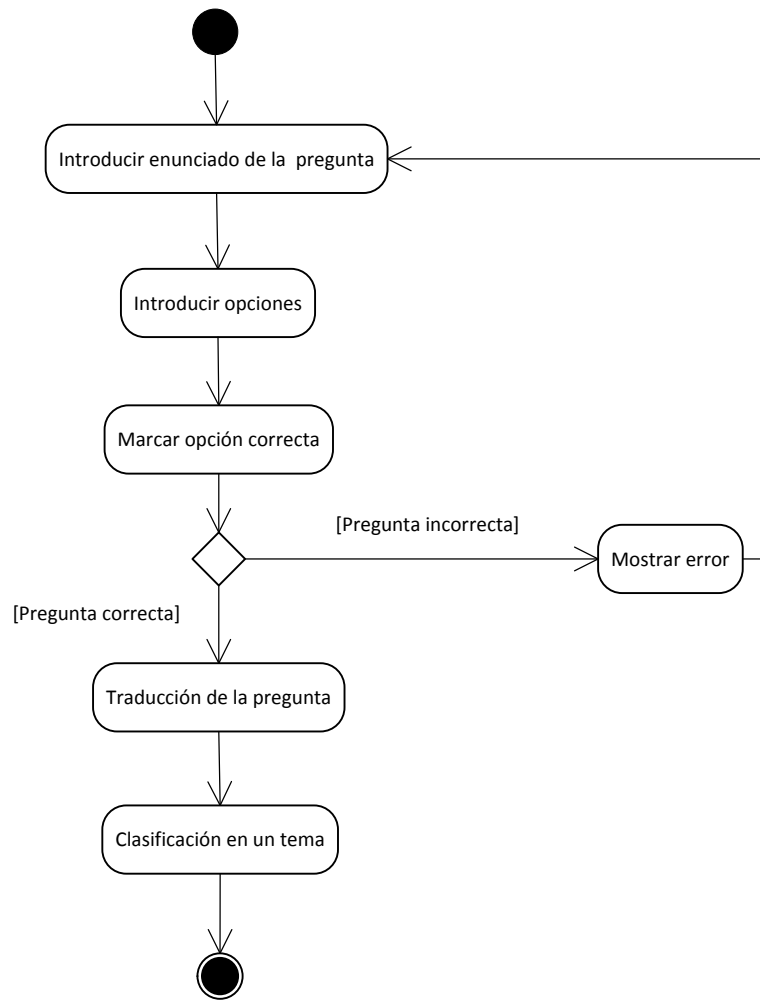 Introducir enunciado de la  pregunta
Introducir opciones
Marcar opción correcta
[Pregunta incorrecta]
Mostrar error
[Pregunta correcta]
Traducción de la pregunta
Clasificación en un tema